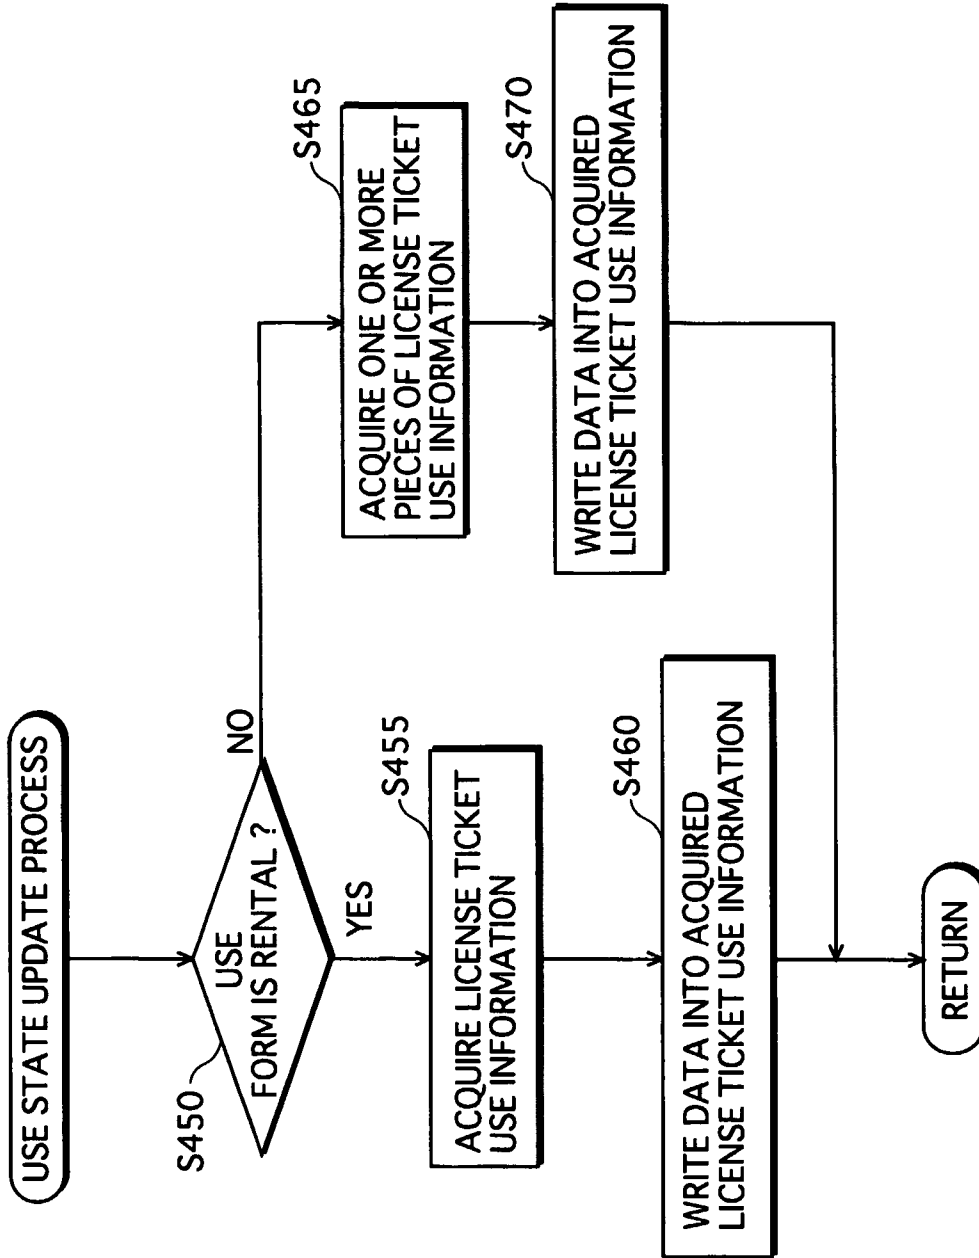 USE STATE UPDATE PROCESS
S450
USE
FORM IS RENTAL ?
NO
YES
S455
ACQUIRE LICENSE TICKET
USE INFORMATION
S460
WRITE DATA INTO ACQUIRED
LICENSE TICKET USE INFORMATION
S465
ACQUIRE ONE OR MORE
PIECES OF LICENSE TICKET
USE INFORMATION
S470
WRITE DATA INTO ACQUIRED
LICENSE TICKET USE INFORMATION
RETURN